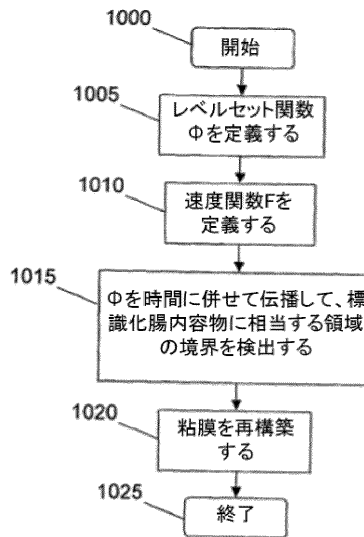 1000
開始
1005
レベルセット関数
Φを定義する
1010
速度関数Fを
定義する
1015
Φを時間に併せて伝播して、標
識化腸内容物に相当する領域
の境界を検出する
1020
粘膜を再構築
する
1025
終了